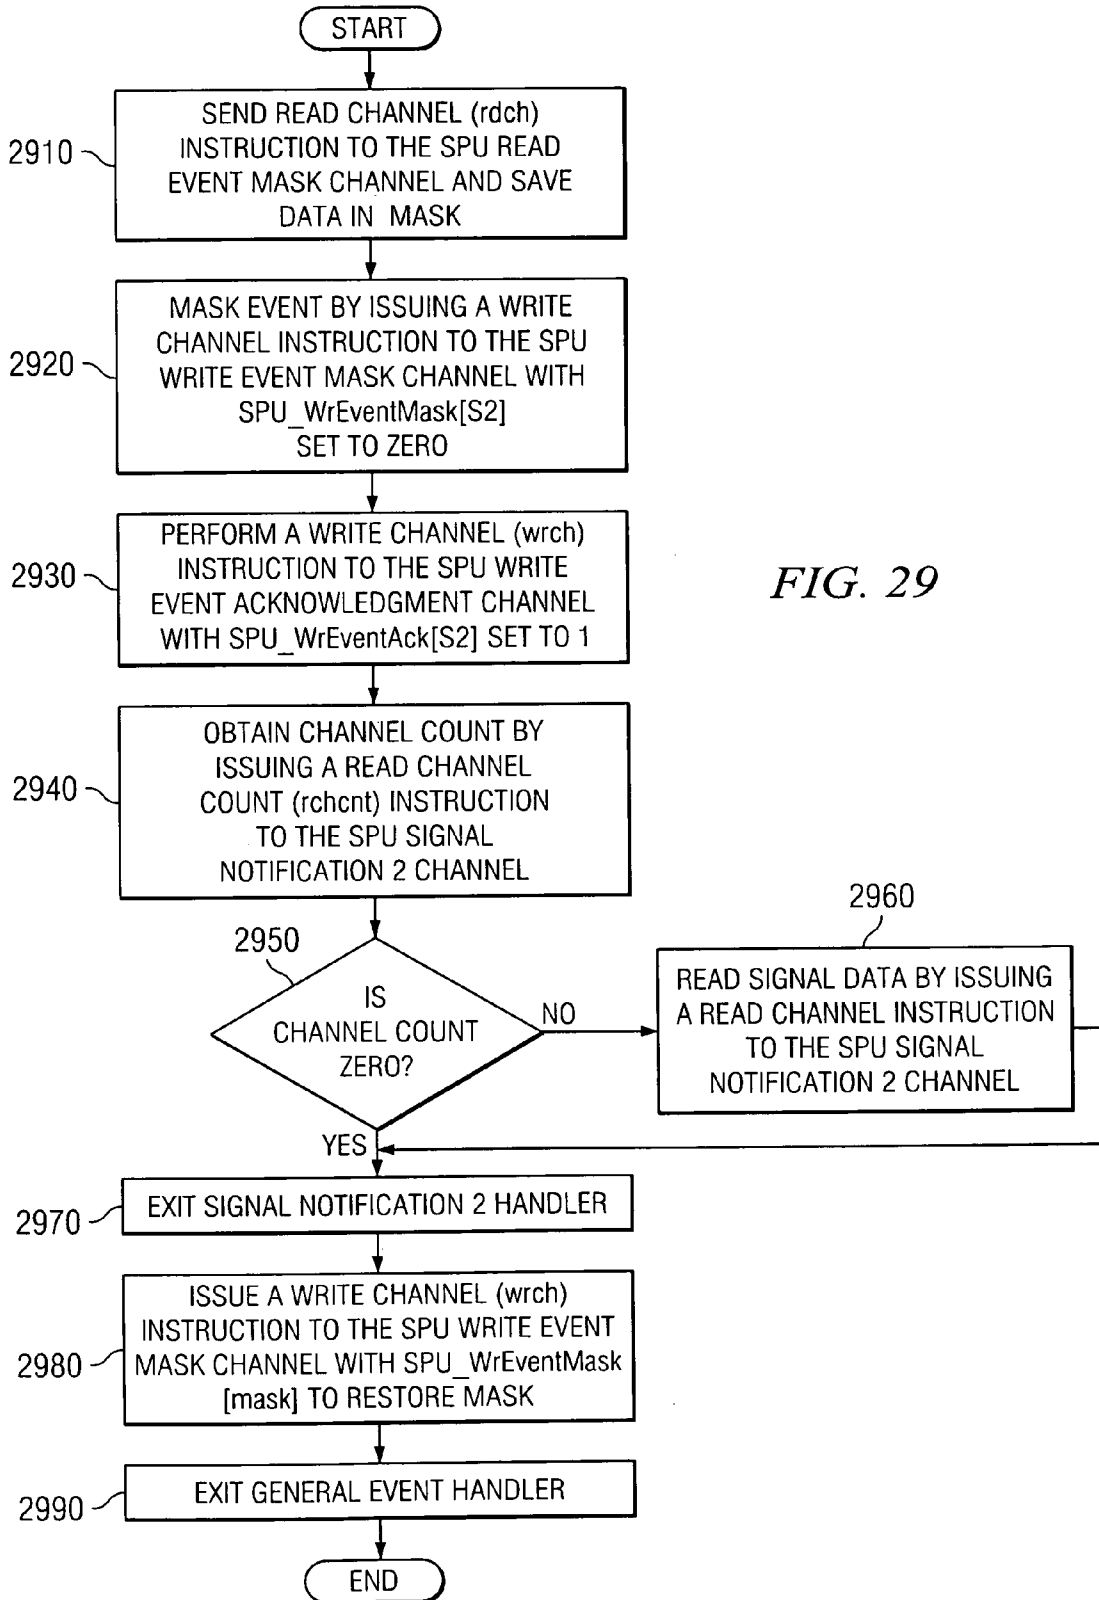 START
2910
SEND READ CHANNEL (rdch)
INSTRUCTION TO THE SPU READ
EVENT MASK CHANNEL AND SAVE
DATA IN MASK
2920
MASK EVENT BY ISSUING A WRITE
CHANNEL INSTRUCTION TO THE SPU
WRITE EVENT MASK CHANNEL WITH
SPU_WrEventMask[S2]
SET TO ZERO
2930
PERFORM A WRITE CHANNEL (wrch)
INSTRUCTION TO THE SPU WRITE
EVENT ACKNOWLEDGMENT CHANNEL
WITH SPU_WrEventAck[S2] SET TO 1
FIG. 29
2940
OBTAIN CHANNEL COUNT BY
ISSUING A READ CHANNEL
COUNT (rchcnt) INSTRUCTION
TO THE SPU SIGNAL
NOTIFICATION 2 CHANNEL
2950
IS
CHANNEL COUNT
ZERO?
NO
YES
2960
READ SIGNAL DATA BY ISSUING
A READ CHANNEL INSTRUCTION
TO THE SPU SIGNAL
NOTIFICATION 2 CHANNEL
2970
EXIT SIGNAL NOTIFICATION 2 HANDLER
2980
ISSUE A WRITE CHANNEL (wrch)
INSTRUCTION TO THE SPU WRITE EVENT
MASK CHANNEL WITH SPU_WrEventMask
[mask] TO RESTORE MASK
2990
EXIT GENERAL EVENT HANDLER
END